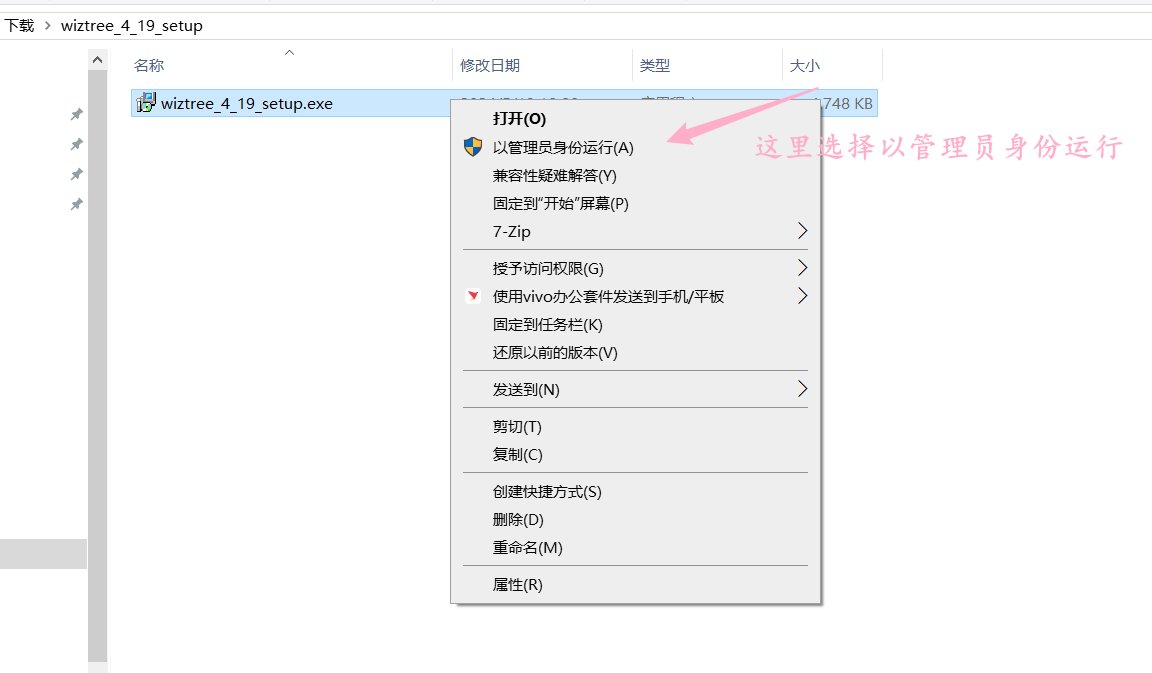 下载 > wiztree_4_19_setup
名称
修改日期
类型
大小
wiztree_4_19_setup.exe
748 KB
打开(O)
以管理员身份运行(A)
这里选择以管理员身份运行
兼容性疑难解答(Y)
固定到“开始”屏幕(P)
7-Zip
授予访问权限(G)
使用vivo办公套件发送到手机/平板
固定到任务栏(K)
还原以前的版本(V)
发送到(N)
剪切(T)
复制(C)
创建快捷方式(S)
删除(D)
重命名(M)
属性(R)